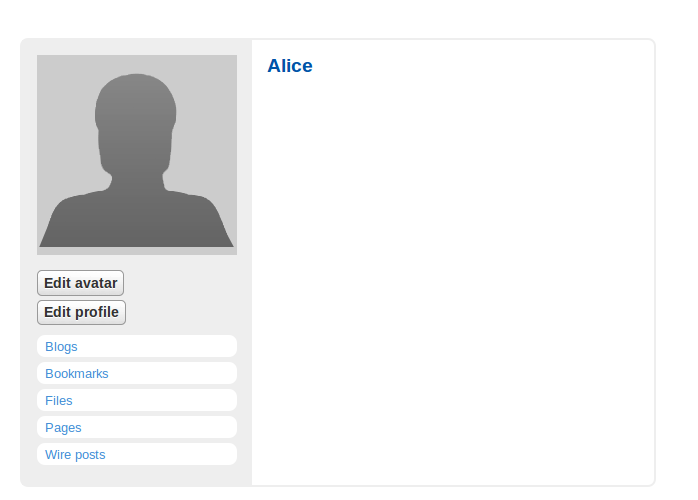 Alice
Edit avatar
Edit profile
Blogs
Bookmarks
Files
Pages
Wire posts